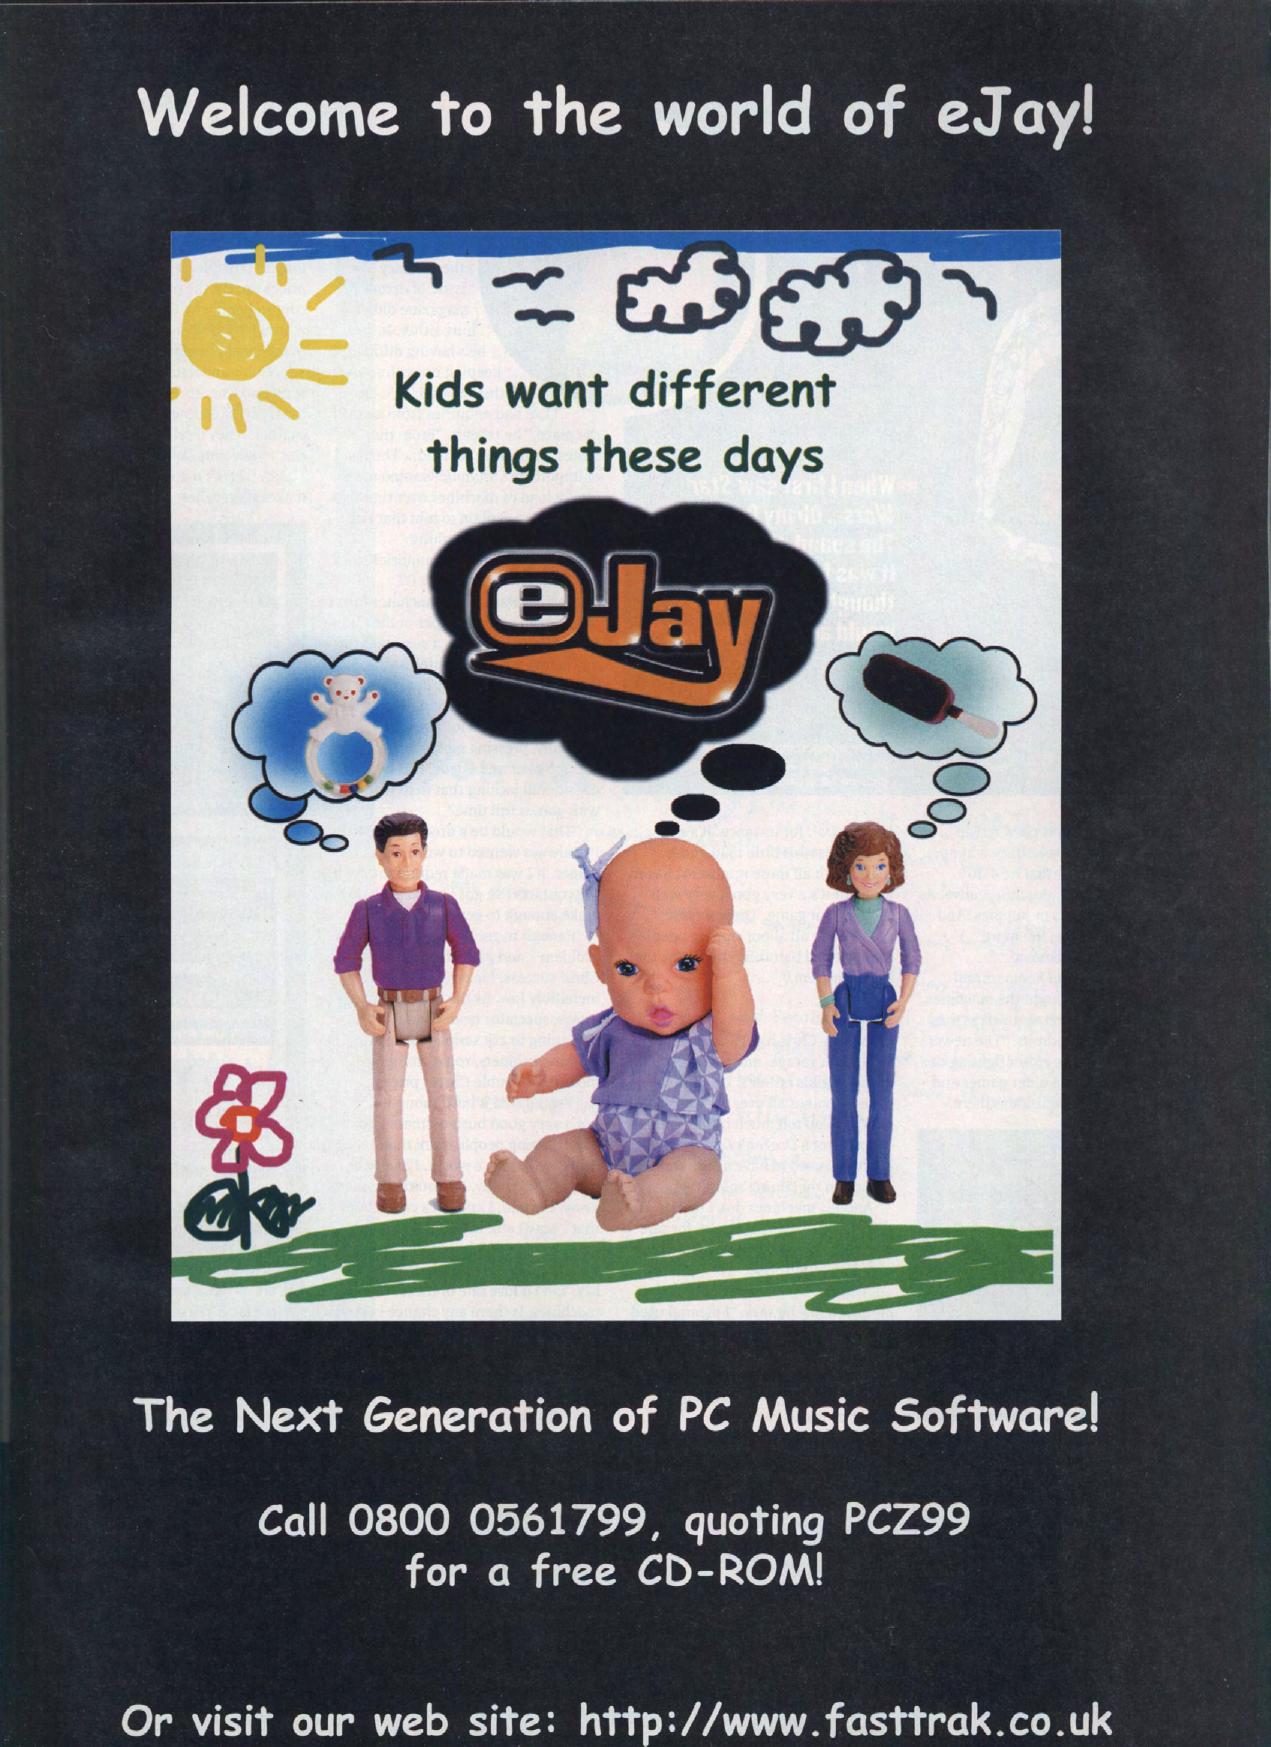 Welcome to the world of eJay!
Kids want different
things these days
eJay
The Next Generation of PC Music Software!
Call 0800 0561799, quoting PCZ99
for a free CD-ROM!
Or visit our web site: http://www.fasttrak.co.uk